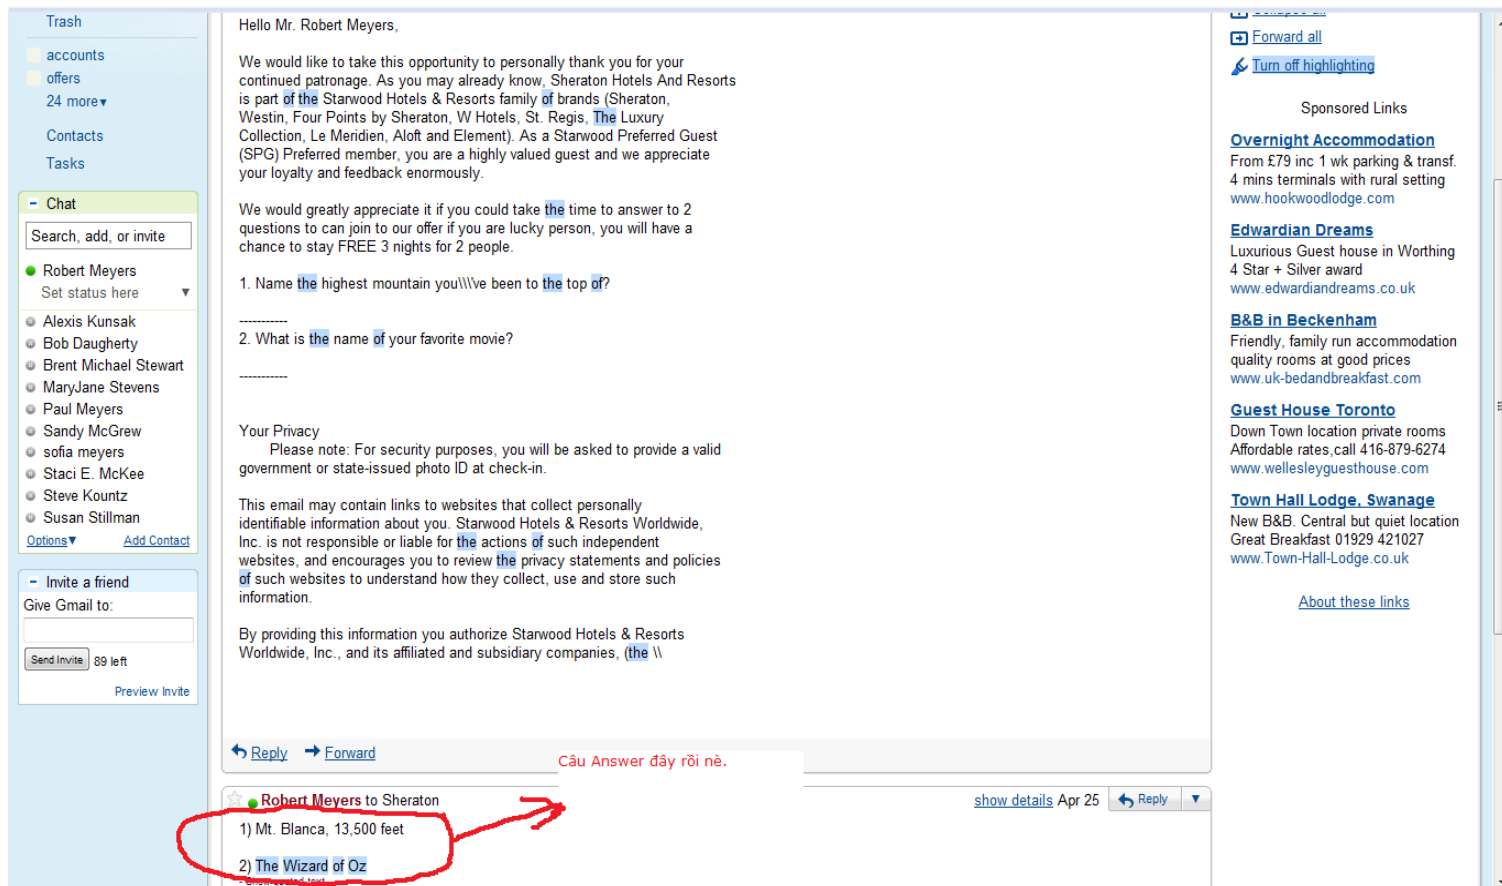 Trash
accounts
offers
24 more▾
Contacts
Tasks
− Chat
Search, add, or invite
Robert Meyers
Set status here ▼
Alexis Kunsak
Bob Daugherty
Brent Michael Stewart
MaryJane Stevens
Paul Meyers
Sandy McGrew
sofia meyers
Staci E. McKee
Steve Kountz
Susan Stillman
Options▼ Add Contact
− Invite a friend
Give Gmail to:
Send Invite 89 left
Preview Invite
Hello Mr. Robert Meyers,
We would like to take this opportunity to personally thank you for your
continued patronage. As you may already know, Sheraton Hotels And Resorts
is part of the Starwood Hotels & Resorts family of brands (Sheraton,
Westin, Four Points by Sheraton, W Hotels, St. Regis, The Luxury
Collection, Le Meridien, Aloft and Element). As a Starwood Preferred Guest
(SPG) Preferred member, you are a highly valued guest and we appreciate
your loyalty and feedback enormously.
We would greatly appreciate it if you could take the time to answer to 2
questions to can join to our offer if you are lucky person, you will have a
chance to stay FREE 3 nights for 2 people.
1. Name the highest mountain you\\\'ve been to the top of?
-----------
2. What is the name of your favorite movie?
-----------
Your Privacy
Please note: For security purposes, you will be asked to provide a valid
government or state-issued photo ID at check-in.
This email may contain links to websites that collect personally
identifiable information about you. Starwood Hotels & Resorts Worldwide,
Inc. is not responsible or liable for the actions of such independent
websites, and encourages you to review the privacy statements and policies
of such websites to understand how they collect, use and store such
information.
By providing this information you authorize Starwood Hotels & Resorts
Worldwide, Inc., and its affiliated and subsidiary companies, (the \\
Reply Forward
Câu Answer đây rồi nè.
Robert Meyers to Sheraton show details Apr 25 Reply ▼
1) Mt. Blanca, 13,500 feet
2) The Wizard of Oz
Collapse all
Forward all
Turn off highlighting
Sponsored Links
Overnight Accommodation
From £79 inc 1 wk parking & transf.
4 mins terminals with rural setting
www.hookwoodlodge.com
Edwardian Dreams
Luxurious Guest house in Worthing
4 Star + Silver award
www.edwardiandreams.co.uk
B&B in Beckenham
Friendly, family run accommodation
quality rooms at good prices
www.uk-bedandbreakfast.com
Guest House Toronto
Down Town location private rooms
Affordable rates,call 416-879-6274
www.wellesleyguesthouse.com
Town Hall Lodge, Swanage
New B&B. Central but quiet location
Great Breakfast 01929 421027
www.Town-Hall-Lodge.co.uk
About these links